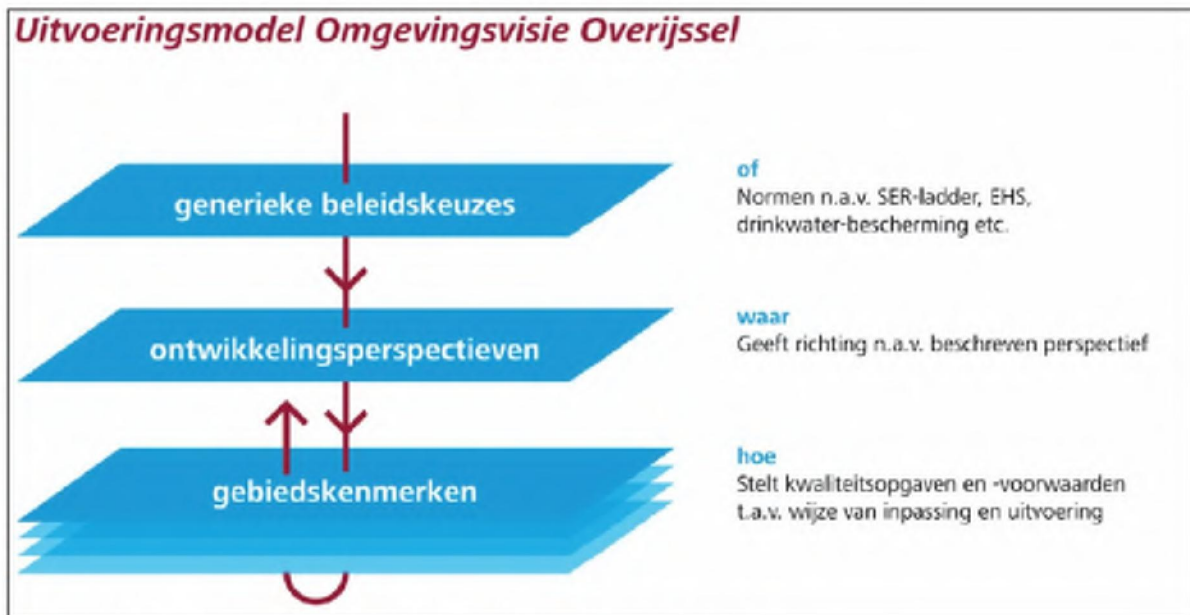 Uitvoeringsmodel Omgevingsvisie Overijssel
generieke beleidskeuzes
of
Normen n.a.v. SER-ladder, EHS,
drinkwater-bescherming etc.
ontwikkelingsperspectieven
waar
Geeft richting n.a.v. beschreven perspectief
gebiedskenmerken
hoe
Stelt kwaliteitsopgaven en -voorwaarden
t.a.v. wijze van inpassing en uitvoering